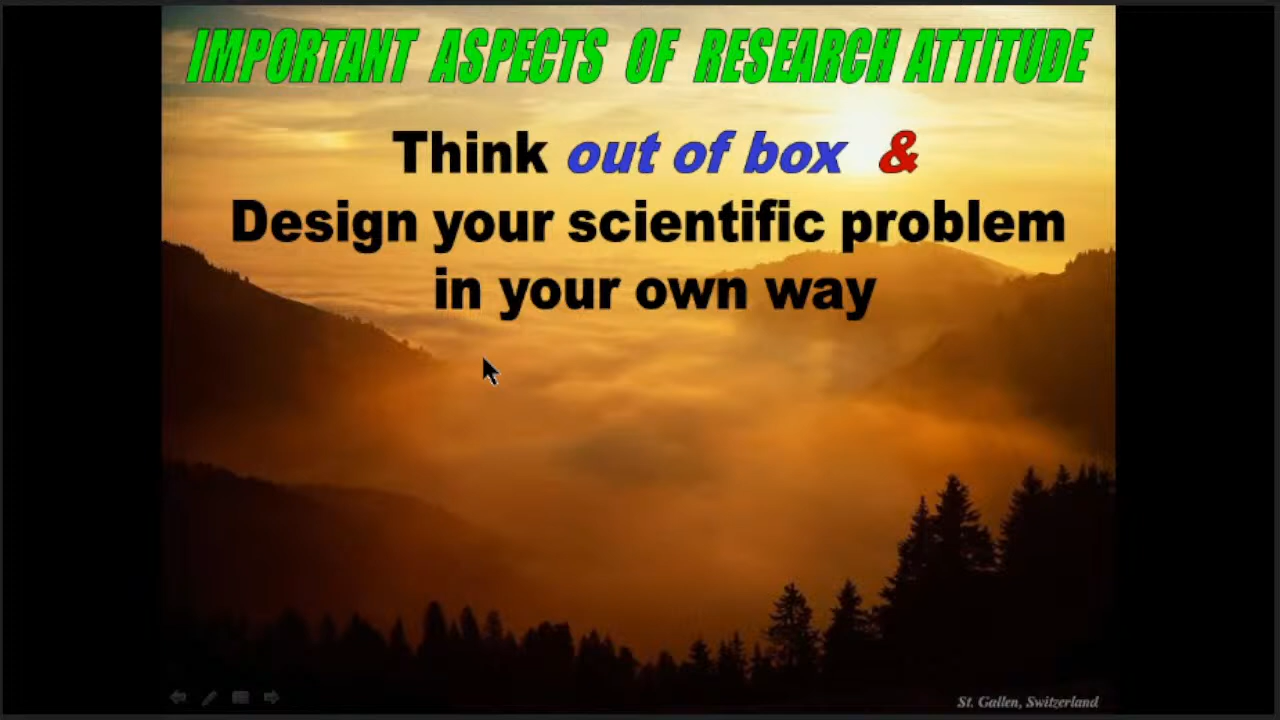 IMPORTANT ASPECTS OF RESEARCH ATTITUDE
Think out of box &
Design your scientific problem
in your own way
St. Gallen, Switzerland